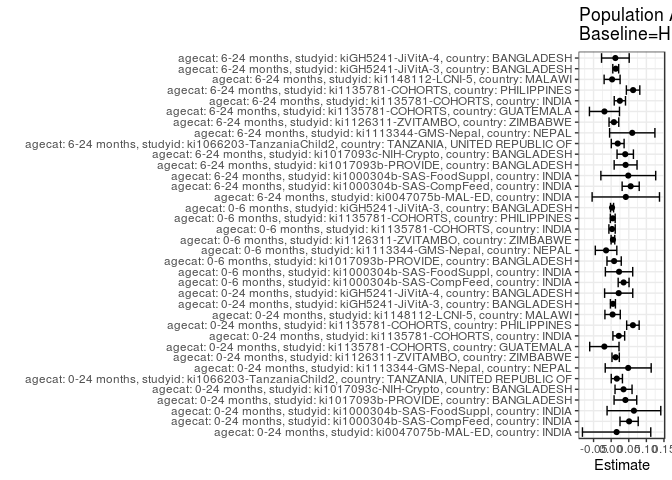 Population A
Baseline=H
agecat: 6-24 months, studyid: kiGH5241-JiVitA-4, country: BANGLADESH
agecat: 6-24 months, studyid: kiGH5241-JiVitA-3, country: BANGLADESH
agecat: 6-24 months, studyid: ki1148112-LCNI-5, country: MALAWI
agecat: 6-24 months, studyid: ki1135781-COHORTS, country: PHILIPPINES
agecat: 6-24 months, studyid: ki1135781-COHORTS, country: INDIA
agecat: 6-24 months, studyid: ki1135781-COHORTS, country: GUATEMALA
agecat: 6-24 months, studyid: ki1126311-ZVITAMBO, country: ZIMBABWE
agecat: 6-24 months, studyid: ki1113344-GMS-Nepal, country: NEPAL
agecat: 6-24 months, studyid: ki1066203-TanzaniaChild2, country: TANZANIA, UNITED REPUBLIC OF
agecat: 6-24 months, studyid: ki1017093c-NIH-Crypto, country: BANGLADESH
agecat: 6-24 months, studyid: ki1017093b-PROVIDE, country: BANGLADESH
agecat: 6-24 months, studyid: ki1000304b-SAS-FoodSuppl, country: INDIA
agecat: 6-24 months, studyid: ki1000304b-SAS-CompFeed, country: INDIA
agecat: 6-24 months, studyid: ki0047075b-MAL-ED, country: INDIA
agecat: 0-6 months, studyid: kiGH5241-JiVitA-3, country: BANGLADESH
agecat: 0-6 months, studyid: ki1135781-COHORTS, country: PHILIPPINES
agecat: 0-6 months, studyid: ki1135781-COHORTS, country: INDIA
agecat: 0-6 months, studyid: ki1126311-ZVITAMBO, country: ZIMBABWE
agecat: 0-6 months, studyid: ki1113344-GMS-Nepal, country: NEPAL
agecat: 0-6 months, studyid: ki1017093b-PROVIDE, country: BANGLADESH
agecat: 0-6 months, studyid: ki1000304b-SAS-FoodSuppl, country: INDIA
agecat: 0-6 months, studyid: ki1000304b-SAS-CompFeed, country: INDIA
agecat: 0-24 months, studyid: kiGH5241-JiVitA-4, country: BANGLADESH
agecat: 0-24 months, studyid: kiGH5241-JiVitA-3, country: BANGLADESH
agecat: 0-24 months, studyid: ki1148112-LCNI-5, country: MALAWI
agecat: 0-24 months, studyid: ki1135781-COHORTS, country: PHILIPPINES
agecat: 0-24 months, studyid: ki1135781-COHORTS, country: INDIA
agecat: 0-24 months, studyid: ki1135781-COHORTS, country: GUATEMALA
agecat: 0-24 months, studyid: ki1126311-ZVITAMBO, country: ZIMBABWE
agecat: 0-24 months, studyid: ki1113344-GMS-Nepal, country: NEPAL
agecat: 0-24 months, studyid: ki1066203-TanzaniaChild2, country: TANZANIA, UNITED REPUBLIC OF
agecat: 0-24 months, studyid: ki1017093c-NIH-Crypto, country: BANGLADESH
agecat: 0-24 months, studyid: ki1017093b-PROVIDE, country: BANGLADESH
agecat: 0-24 months, studyid: ki1000304b-SAS-FoodSuppl, country: INDIA
agecat: 0-24 months, studyid: ki1000304b-SAS-CompFeed, country: INDIA
agecat: 0-24 months, studyid: ki0047075b-MAL-ED, country: INDIA
-0.05 0.00 0.05 0.10 0.15
Estimate